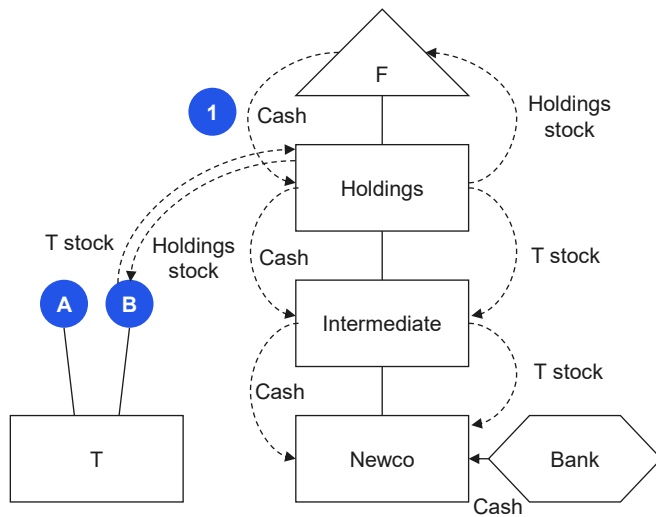 F
1
Cash
Holdings
stock
Holdings
T stock
Holdings
stock
Cash
T stock
A
B
Intermediate
Cash
T stock
T
Newco
Bank
Cash